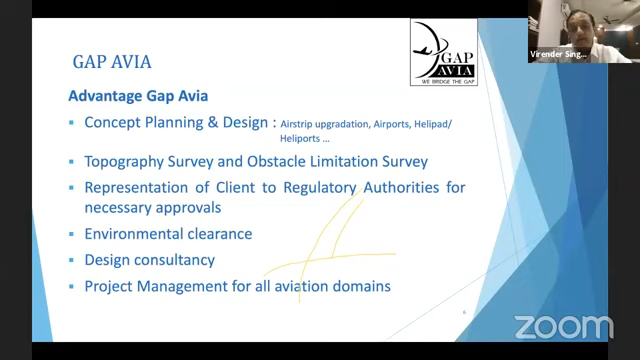 GAP AVIA
GAP
AVIA
WE BRIDGE THE GAP
Virender Sing...
Advantage Gap Avia
Concept Planning & Design : Airstrip upgradation, Airports, Helipad/
Heliports ...
Topography Survey and Obstacle Limitation Survey
Representation of Client to Regulatory Authorities for
necessary approvals
Environmental clearance
Design consultancy
Project Management for all aviation domains
6
zoom